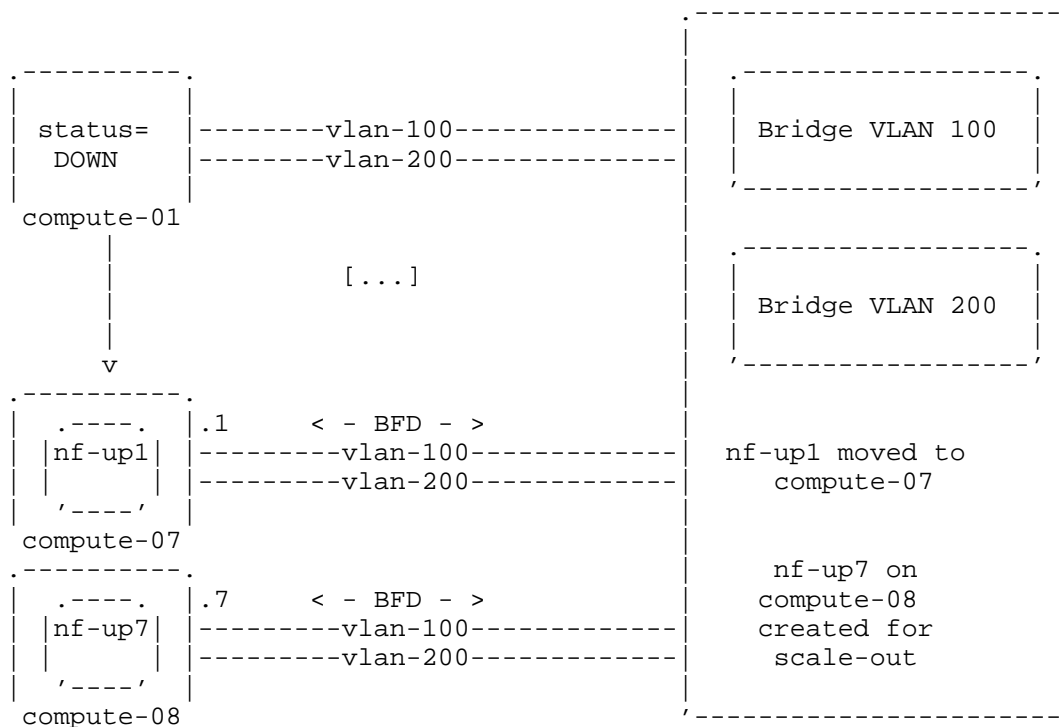 status=
DOWN
--------vlan-100--------------
--------vlan-200--------------
Bridge VLAN 100
compute-01
[...]
Bridge VLAN 200
v
.1 < - BFD - >
nf-up1
---------vlan-100-------------
nf-up1 moved to
---------vlan-200-------------
compute-07
compute-07
nf-up7 on
.7 < - BFD - >
compute-08
nf-up7
---------vlan-100-------------
created for
---------vlan-200-------------
scale-out
compute-08